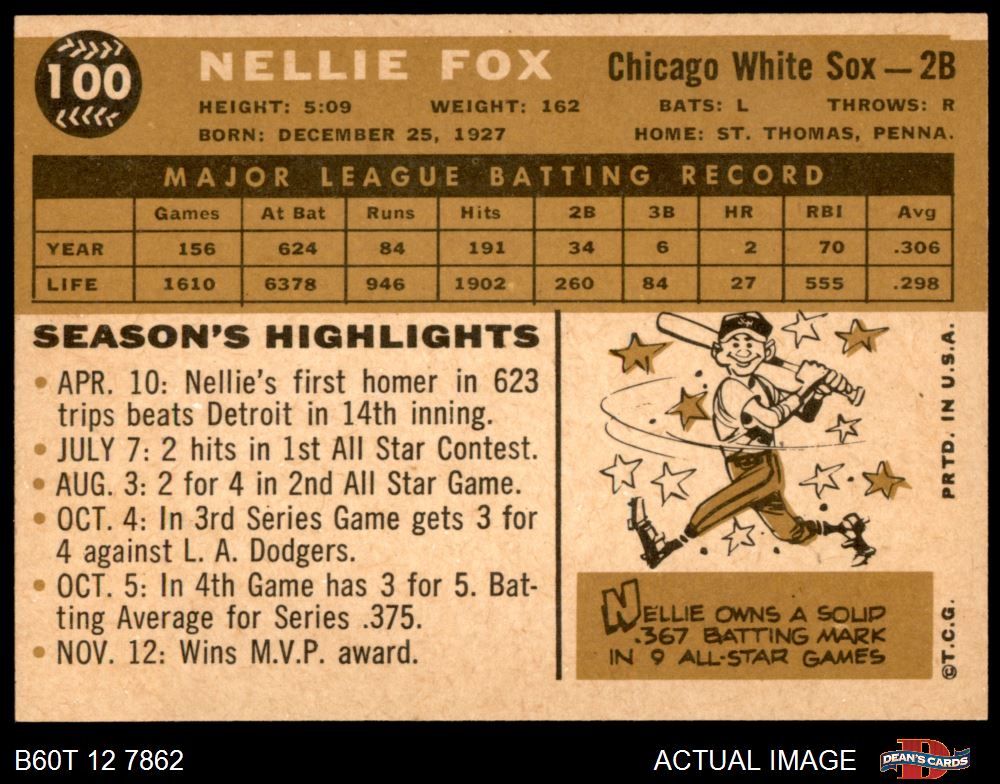 100
NELLIE FOX
Chicago White Sox — 2B
HEIGHT: 5:09 WEIGHT: 162 BATS: L THROWS: R
BORN: DECEMBER 25, 1927 HOME: ST. THOMAS, PENNA.
MAJOR LEAGUE BATTING RECORD
Games At Bat Runs Hits 2B 3B HR RBI Avg
YEAR 156 624 84 191 34 6 2 70 .306
LIFE 1610 6378 946 1902 260 84 27 555 .298
SEASON'S HIGHLIGHTS
• APR. 10: Nellie's first homer in 623
trips beats Detroit in 14th inning.
• JULY 7: 2 hits in 1st All Star Contest.
• AUG. 3: 2 for 4 in 2nd All Star Game.
• OCT. 4: In 3rd Series Game gets 3 for
4 against L. A. Dodgers.
• OCT. 5: In 4th Game has 3 for 5. Bat-
ting Average for Series .375.
• NOV. 12: Wins M.V.P. award.
NELLIE OWNS A SOLID
.367 BATTING MARK
IN 9 ALL-STAR GAMES
©T.C.G. PRTD. IN U.S.A.
B60T 12 7862
ACTUAL IMAGE
DEAN'S CARDS